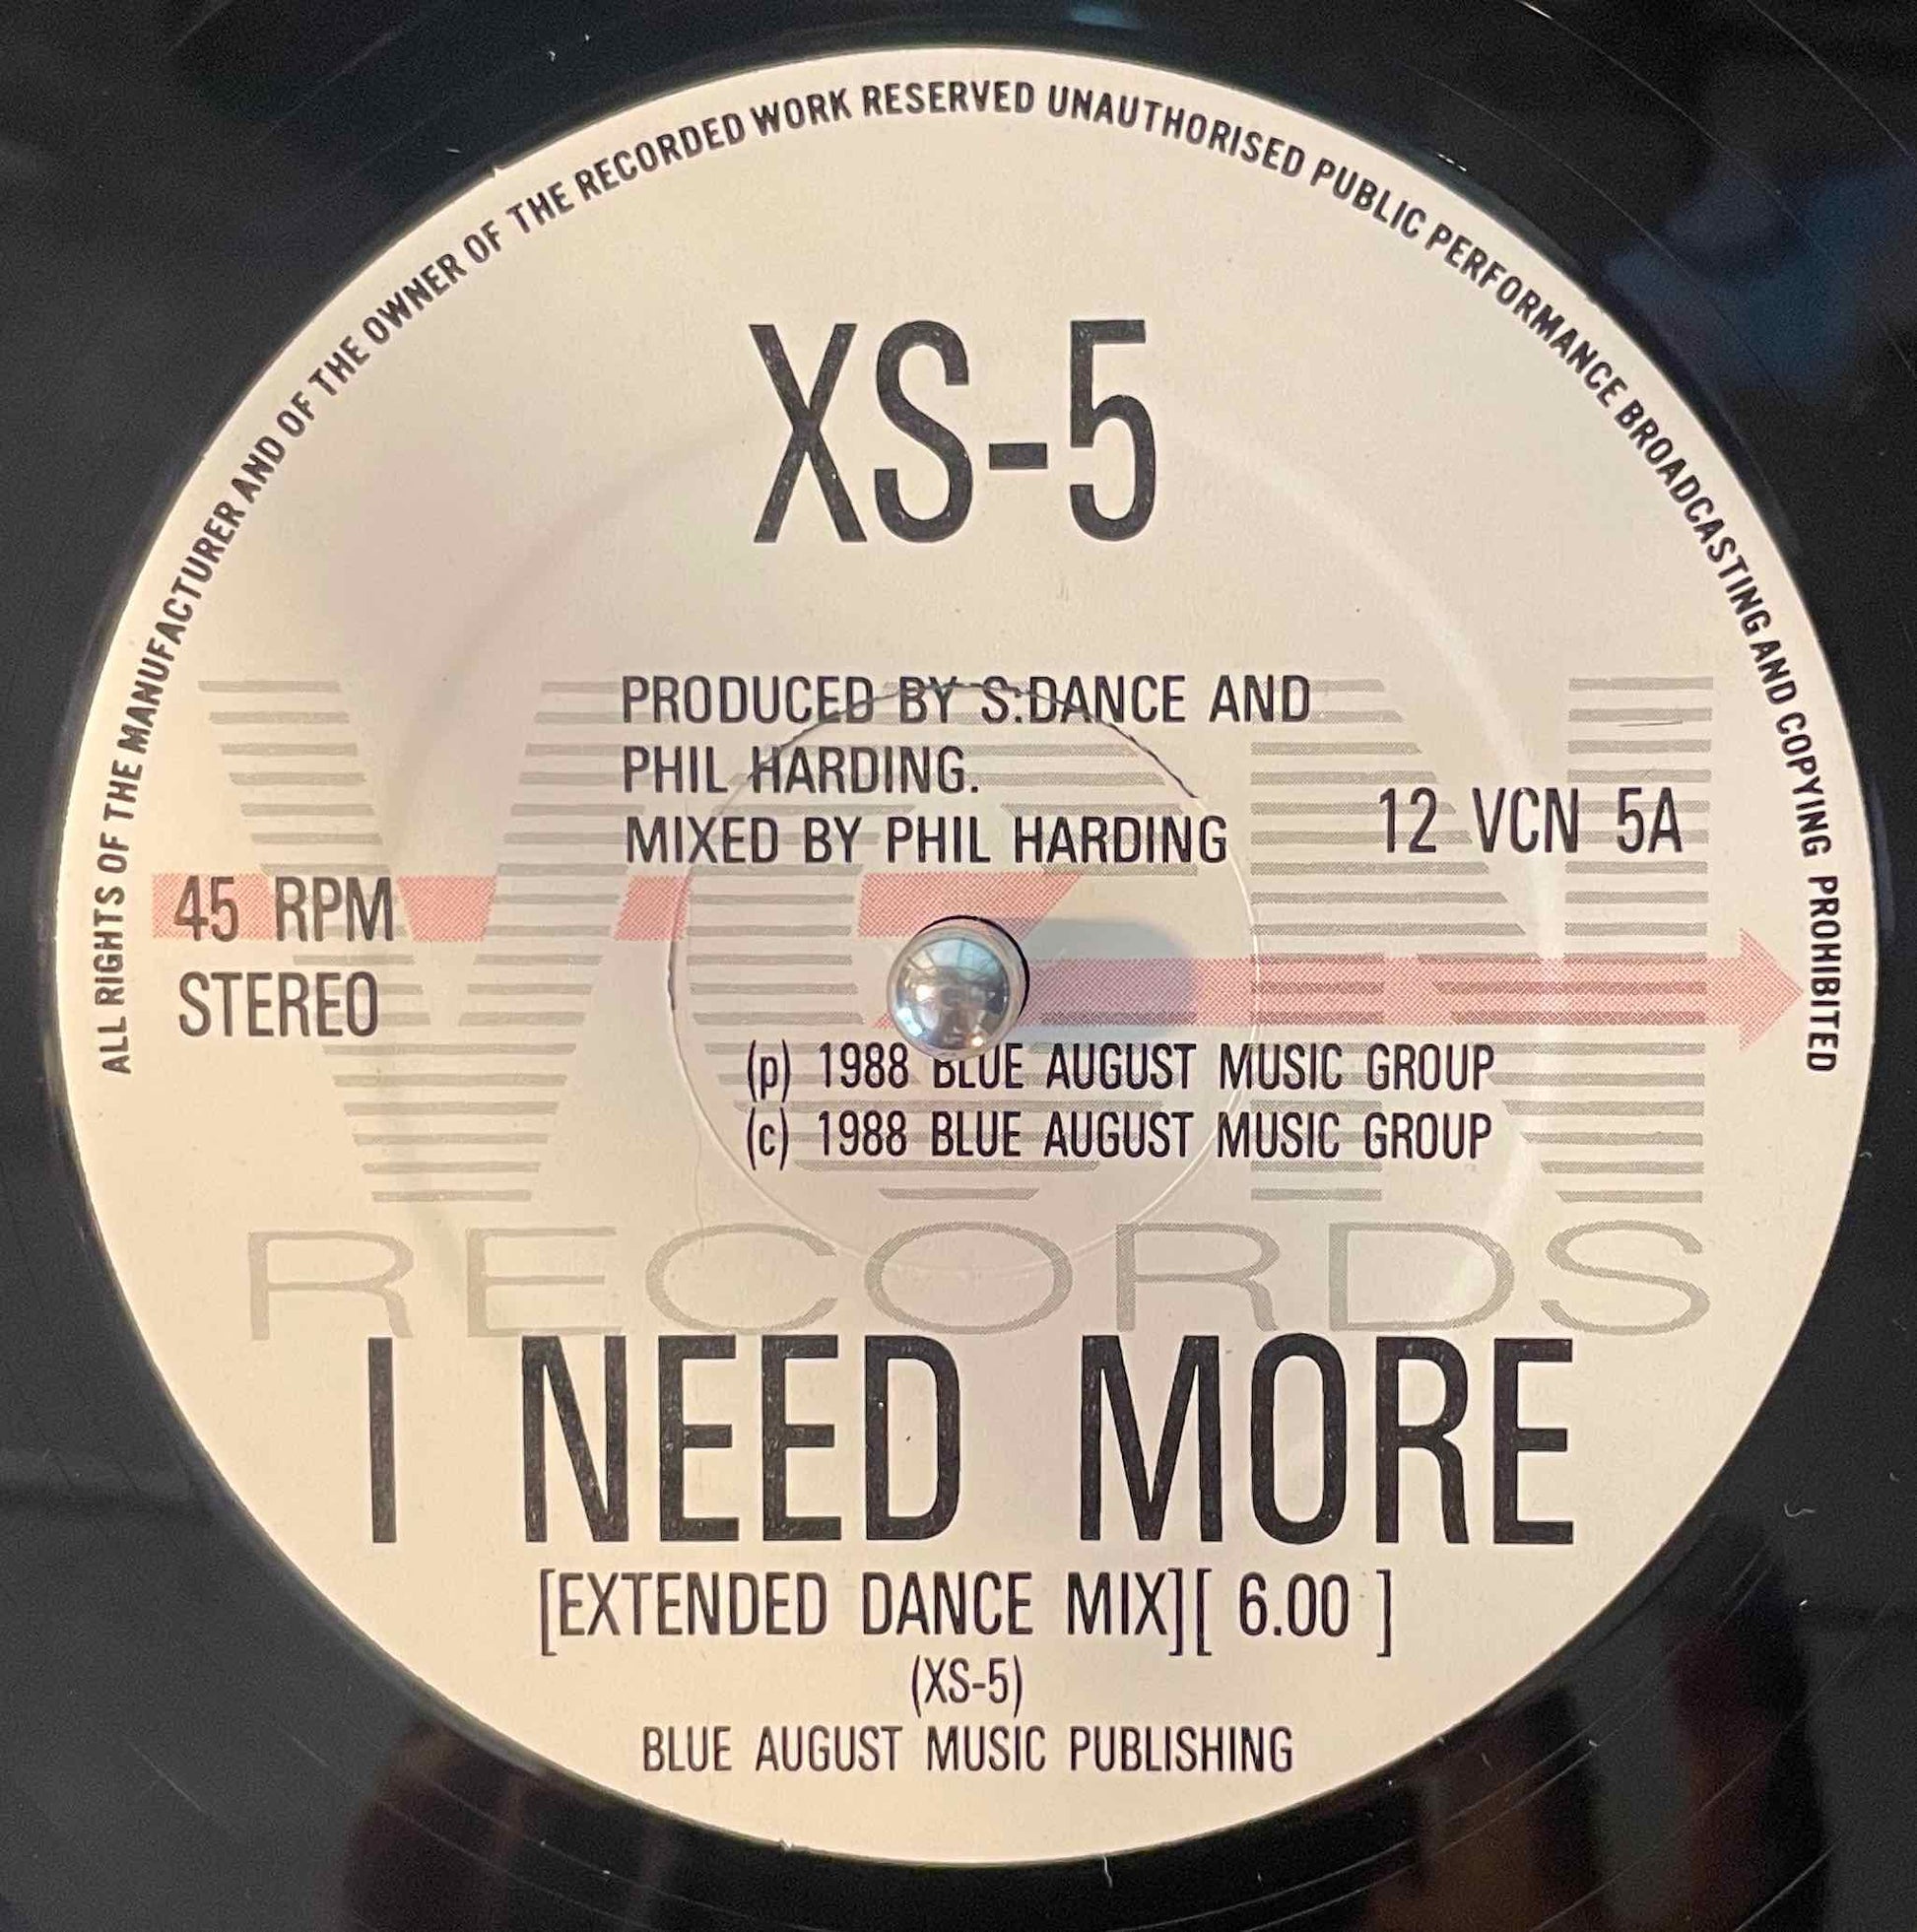 ALL RIGHTS OF THE MANUFACTURER AND OF THE OWNER OF THE RECORDED WORK RESERVED UNAUTHORISED PUBLIC PERFORMANCE BROADCASTING AND COPYING PROHIBITED
XS-5
PRODUCED BY S.DANCE AND
PHIL HARDING.
MIXED BY PHIL HARDING
12 VCN 5A
45 RPM
STEREO
(p) 1988 BLUE AUGUST MUSIC GROUP
(c) 1988 BLUE AUGUST MUSIC GROUP
RECORDS
I NEED MORE
[EXTENDED DANCE MIX][ 6.00 ]
(XS-5)
BLUE AUGUST MUSIC PUBLISHING